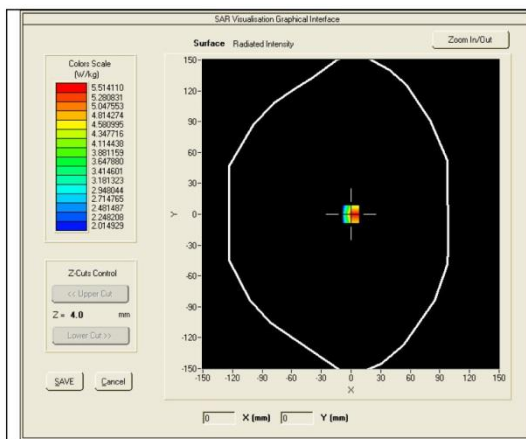 SAR Visualisation Graphical Interface
Surface Radiated Intensity
Zoom In/Out
Colors Scale
(W/kg)
5.514110
5.280831
5.047553
4.814274
4.580995
4.347716
4.114438
3.881159
3.647880
3.414601
3.181323
2.948044
2.714765
2.481487
2.248208
2.014929
Z-Cuts Control
<< Upper Cut
Z = 4.0 mm
Lower Cut >>
SAVE Cancel
150
120
90
60
30
0
-30
-60
-90
-120
-150
Y
-150 -120 -90 -60 -30 0 30 60 90 120 150
X
0 X (mm) 0 Y (mm)